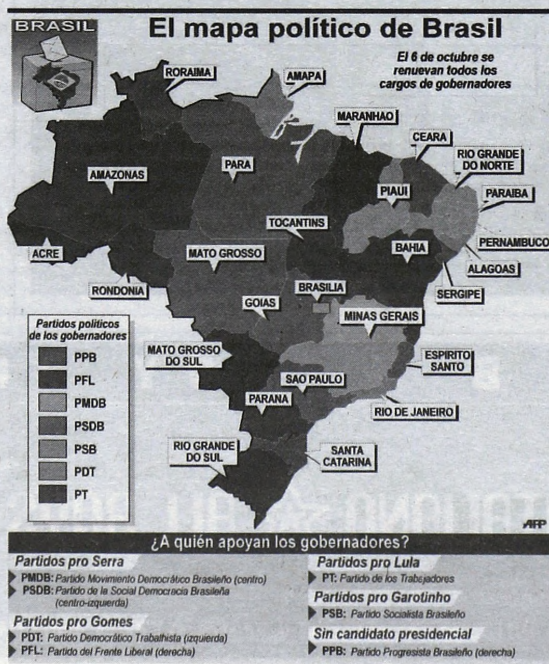 BRASIL
El mapa político de Brasil
El 6 de octubre se
renuevan todos los
cargos de gobernadores
RORAIMA
AMAPA
MARANHAO
CEARA
RIO GRANDE
DO NORTE
AMAZONAS
PARA
PIAUI
PARAIBA
TOCANTINS
PERNAMBUCO
ACRE
MATO GROSSO
BAHIA
ALAGOAS
RONDONIA
BRASILIA
SERGIPE
GOIAS
MINAS GERAIS
Partidos políticos
de los gobernadores
PPB
PFL
PMDB
PSDB
PSB
PDT
PT
MATO GROSSO
DO SUL
ESPIRITO
SANTO
SAO PAULO
PARANA
RIO DE JANEIRO
RIO GRANDE
DO SUL
SANTA
CATARINA
AFP
¿A quién apoyan los gobernadores?
Partidos pro Serra
PMDB: Partido Movimiento Democrático Brasileño (centro)
PSDB: Partido de la Social Democracia Brasileña
(centro-izquierda)
Partidos pro Gomes
PDT: Partido Democrático Trabalhista (izquierda)
PFL: Partido del Frente Liberal (derecha)
Partidos pro Lula
PT: Partido de los Trabajadores
Partidos pro Garotinho
PSB: Partido Socialista Brasileño
Sin candidato presidencial
PPB: Partido Progresista Brasileño (derecha)